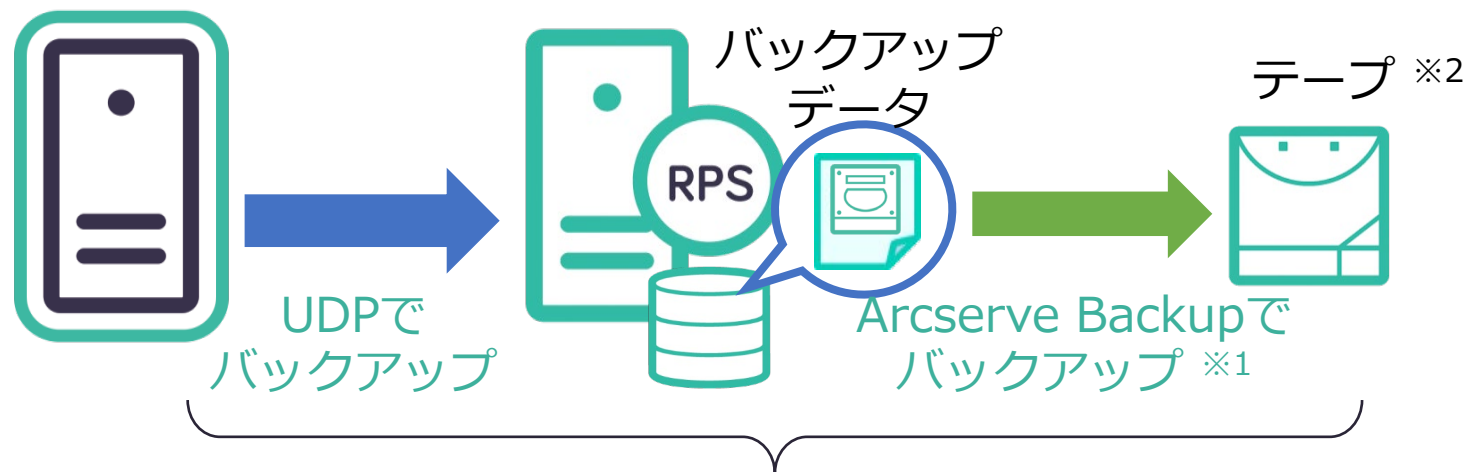 バックアップ
データ
テープ ※2
RPS
UDPで
バックアップ
Arcserve Backupで
バックアップ ※1